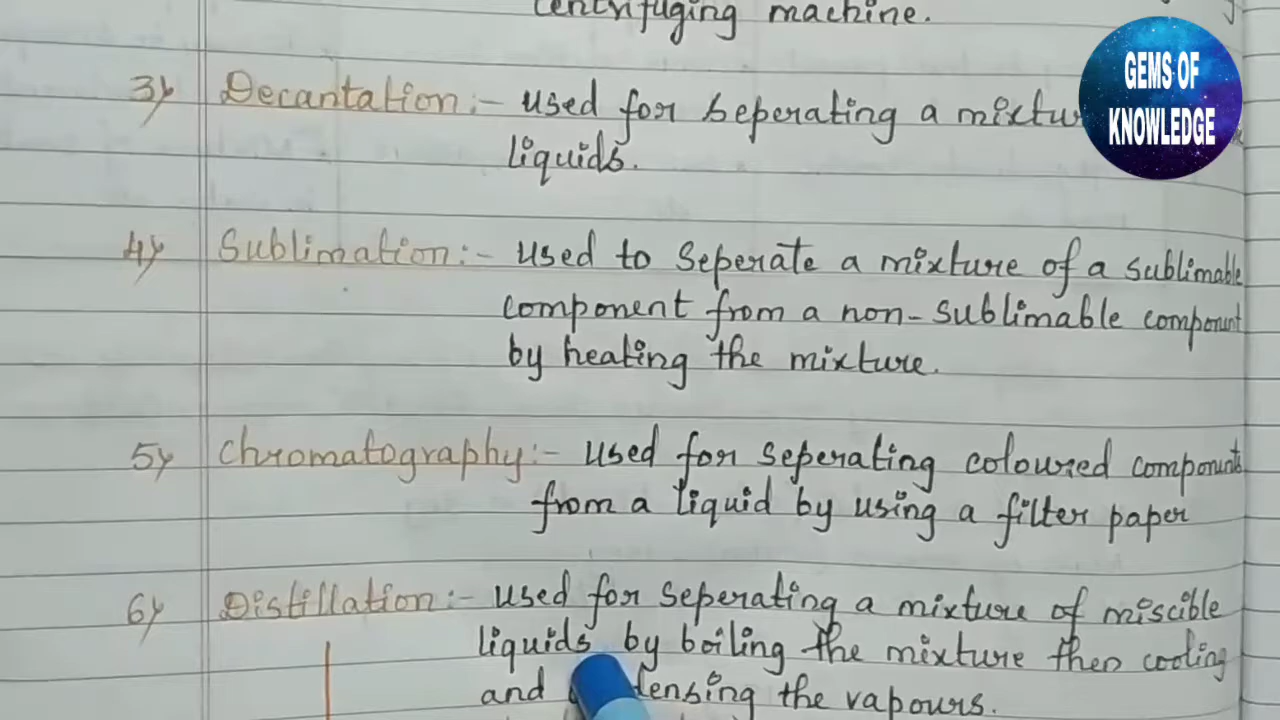 centrifuging machine.
GEMS OF
KNOWLEDGE
3) Decantation:- used for seperating a mixtu
liquids.
4) Sublimation:- used to seperate a mixture of a sublimable
component from a non-sublimable component
by heating the mixture.
5) Chromatography:- used for seperating coloured components
from a liquid by using a filter paper
6) Distillation:- used for seperating a mixture of miscible
liquids by boiling the mixture then cooling
and densing the vapours.